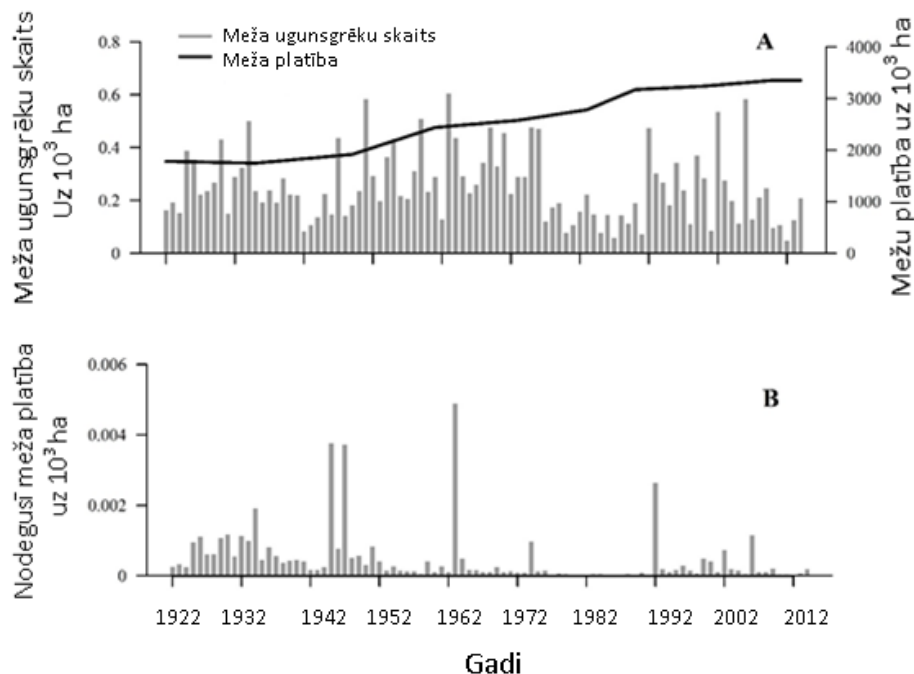 Meža ugunsgrēku skaits
Uz 10³ ha
0.8
0.6
0.4
0.2
0
Meža ugunsgrēku skaits
Meža platība
A
4000
3000
2000
1000
0
Mežu platība uz 10³ ha
Nodegusī meža platība
uz 10³ ha
0.006
0.004
0.002
0
B
1922 1932 1942 1952 1962 1972 1982 1992 2002 2012
Gadi